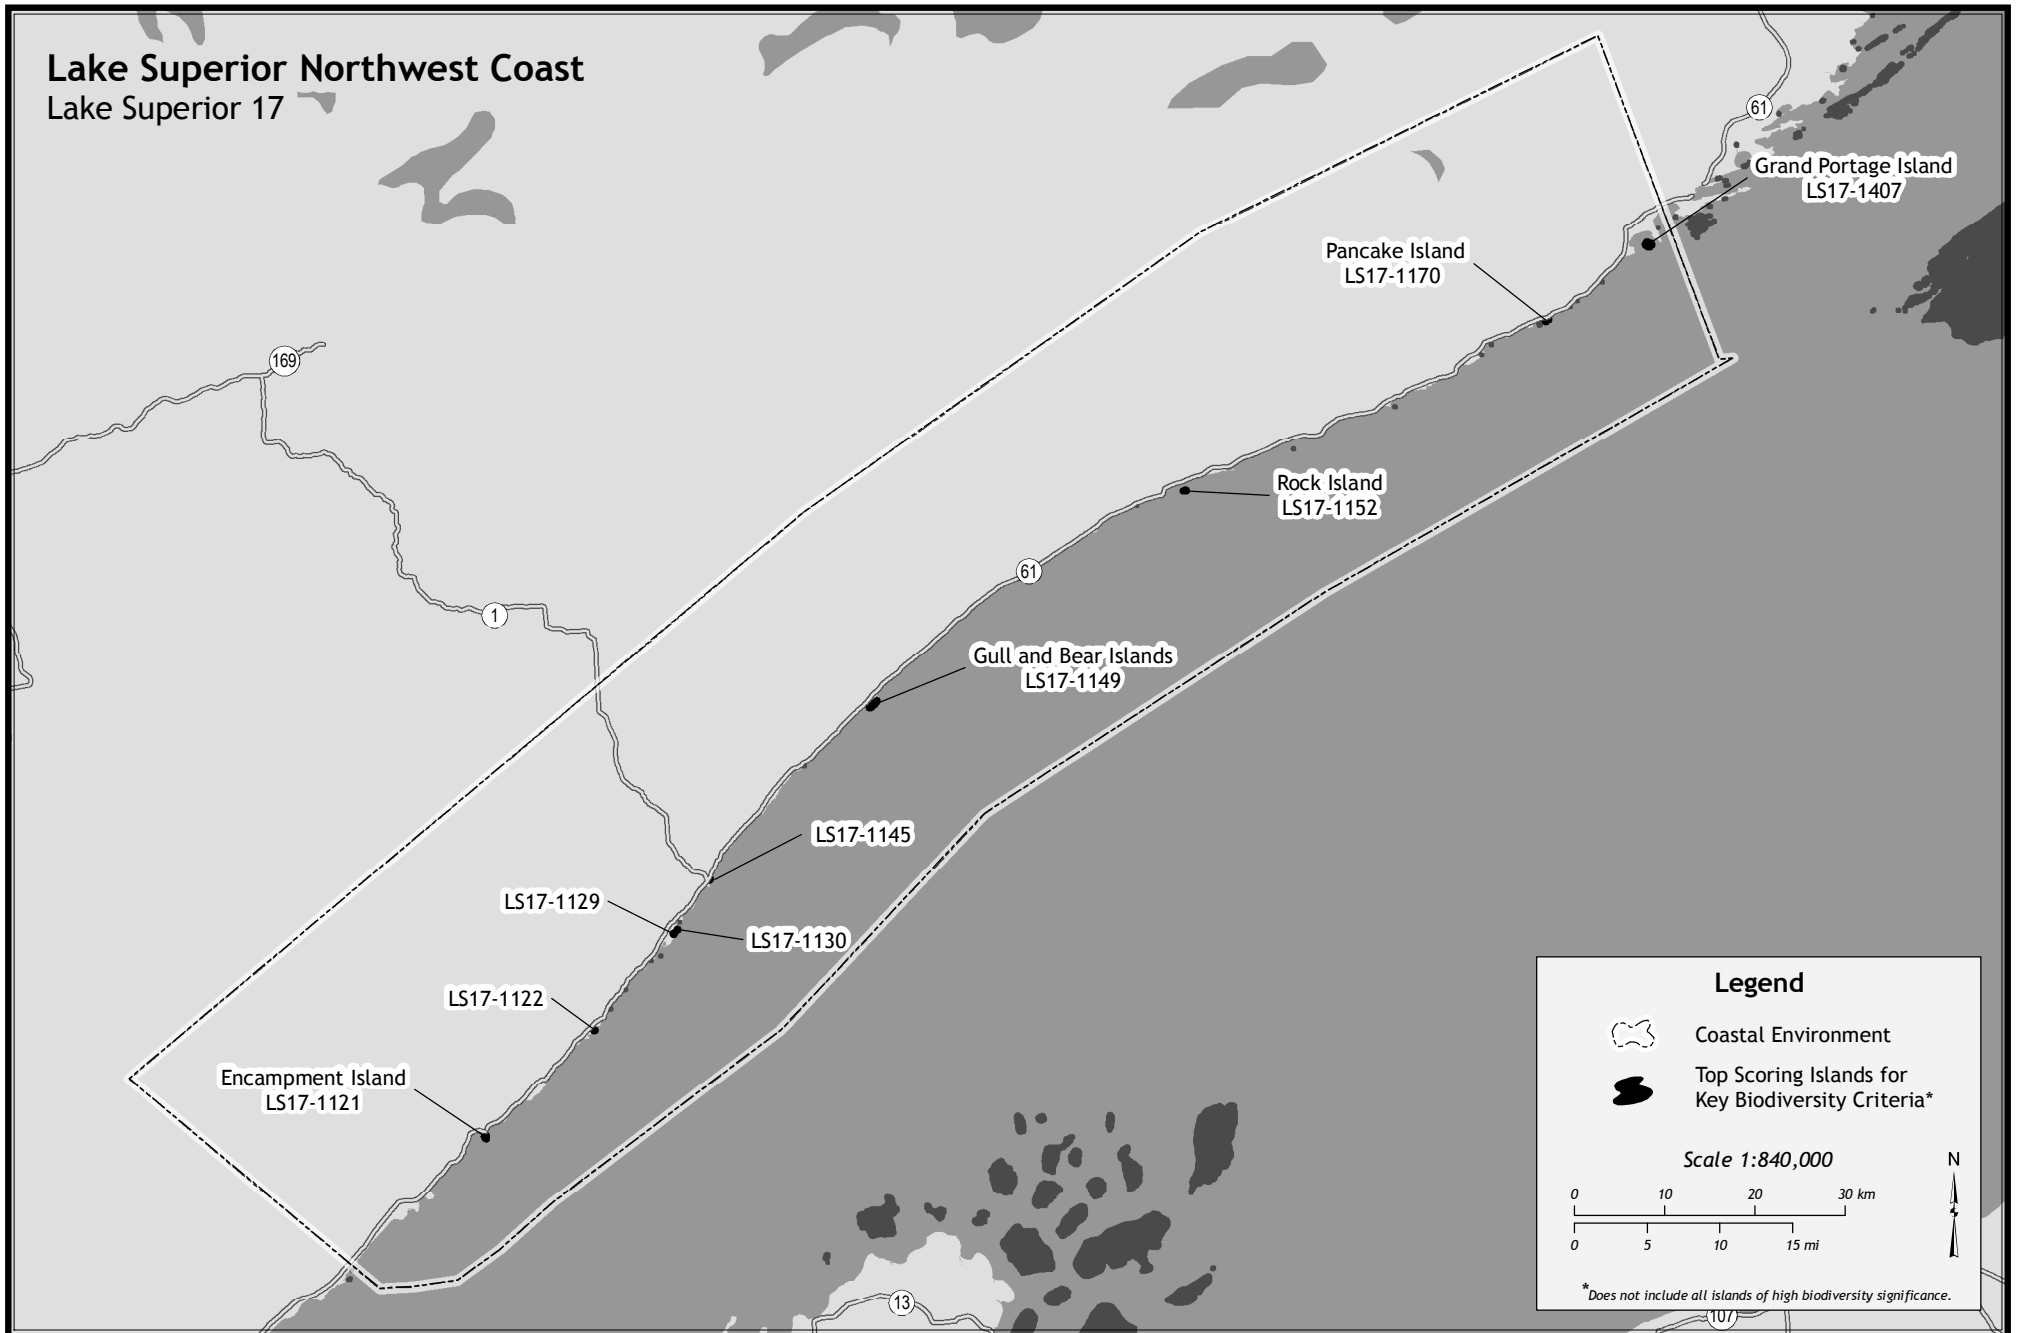 Lake Superior Northwest Coast
Lake Superior 17
61
Grand Portage Island
LS17-1407
Pancake Island
LS17-1170
169
Rock Island
LS17-1152
61
1
Gull and Bear Islands
LS17-1149
LS17-1145
LS17-1129
LS17-1130
LS17-1122
Encampment Island
LS17-1121
13
107
Legend
Coastal Environment
Top Scoring Islands for
Key Biodiversity Criteria*
Scale 1:840,000
N
0 10 20 30 km
0 5 10 15 mi
*Does not include all islands of high biodiversity significance.